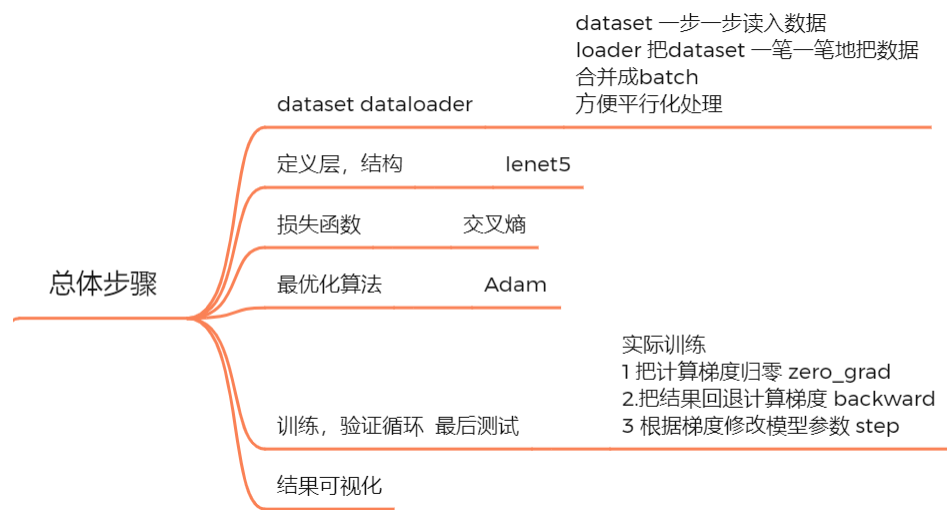 dataset 一步一步读入数据
loader 把dataset 一笔一笔地把数据
合并成batch
方便平行化处理
dataset dataloader
定义层，结构 lenet5
损失函数 交叉熵
总体步骤
最优化算法 Adam
实际训练
1 把计算梯度归零 zero_grad
2.把结果回退计算梯度 backward
3 根据梯度修改模型参数 step
训练，验证循环 最后测试
结果可视化